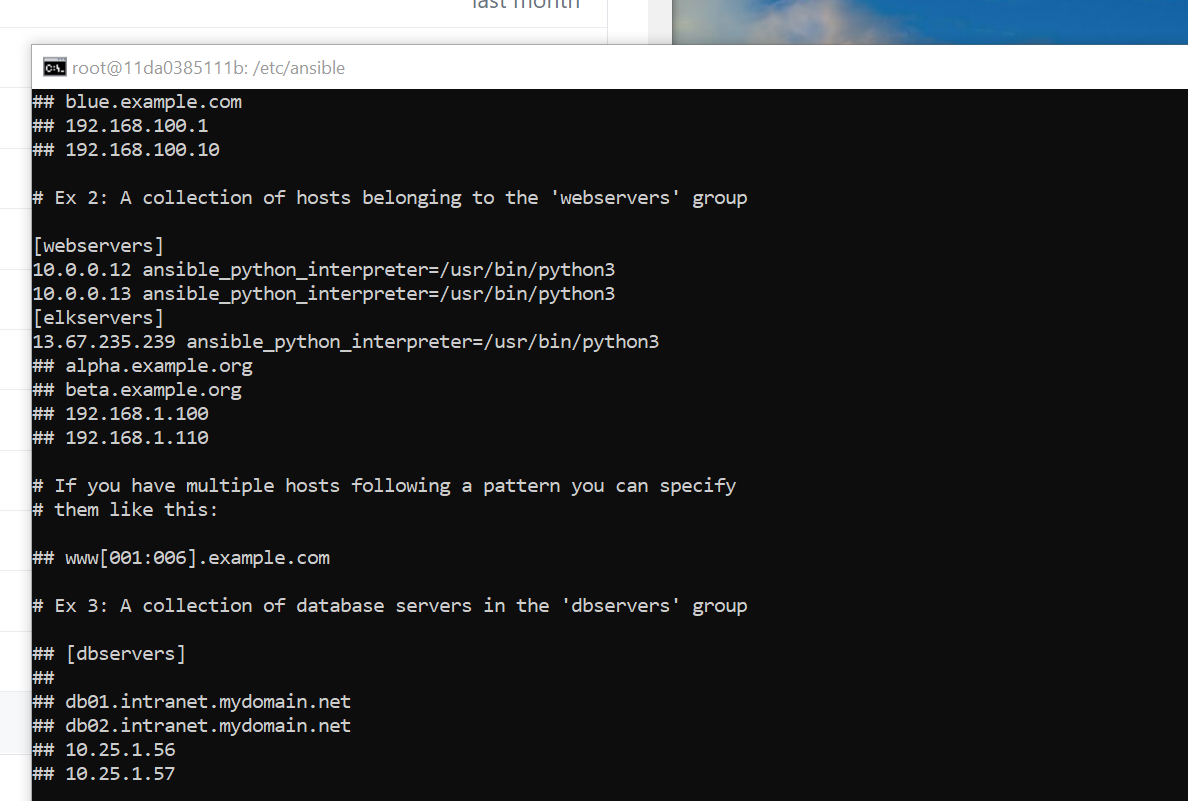 last month
root@11da0385111b: /etc/ansible
## blue.example.com
## 192.168.100.1
## 192.168.100.10
# Ex 2: A collection of hosts belonging to the 'webservers' group
[webservers]
10.0.0.12 ansible_python_interpreter=/usr/bin/python3
10.0.0.13 ansible_python_interpreter=/usr/bin/python3
[elkservers]
13.67.235.239 ansible_python_interpreter=/usr/bin/python3
## alpha.example.org
## beta.example.org
## 192.168.1.100
## 192.168.1.110
# If you have multiple hosts following a pattern you can specify
# them like this:
## www[001:006].example.com
# Ex 3: A collection of database servers in the 'dbservers' group
## [dbservers]
##
## db01.intranet.mydomain.net
## db02.intranet.mydomain.net
## 10.25.1.56
## 10.25.1.57